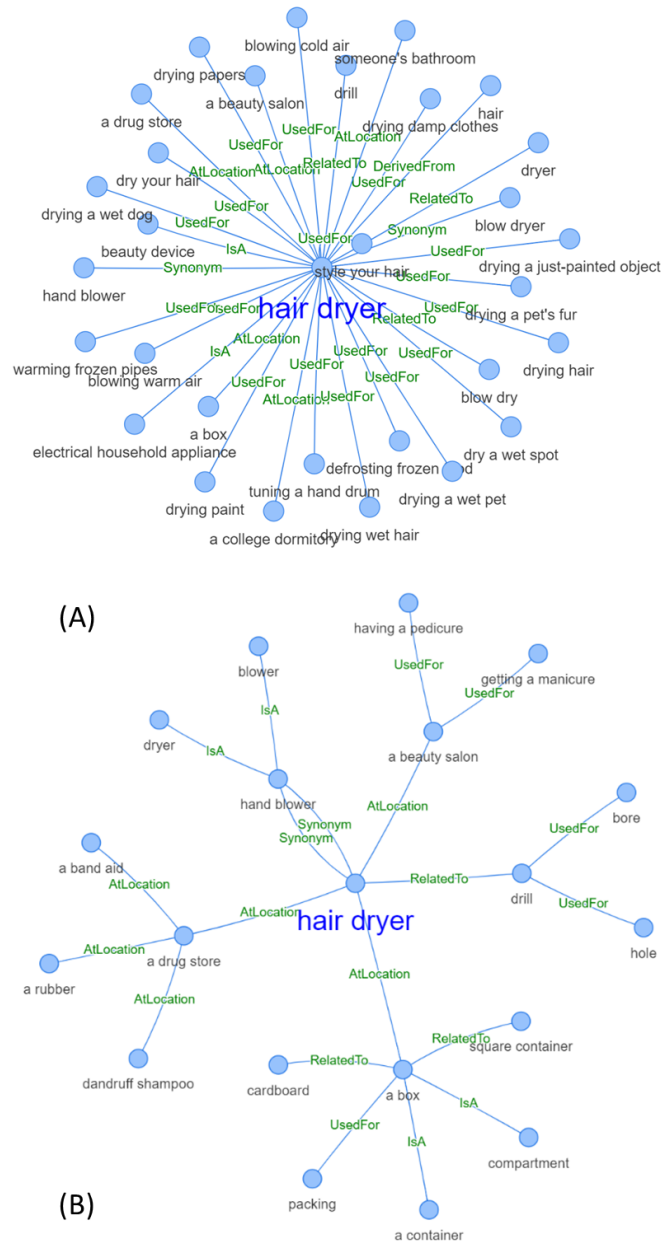 blowing cold air
someone's bathroom
drying papers
a beauty salon
drill
hair
a drug store
drying damp clothes
UsedFor
UsedFor
AtLocation
dryer
dry your hair
AtLocation
AtLocation
RelatedTo
DerivedFrom
UsedFor
RelatedTo
drying a wet dog
UsedFor
UsedFor
Synonym
blow dryer
beauty device
IsA
UsedFor
UsedFor
hand blower
Synonym
style your hair
UsedFor
drying a just-painted object
hair dryer
UsedFor
UsedFor
UsedFor
drying a pet's fur
RelatedTo
warming frozen pipes
blowing warm air
IsA
AtLocation
UsedFor
UsedFor
drying hair
UsedFor
UsedFor
UsedFor
blow dry
AtLocation
UsedFor
electrical household appliance
a box
dry a wet spot
defrosting frozen
tuning a hand drum
drying a wet pet
drying paint
a college dormitory
drying wet hair
(A)
having a pedicure
blower
UsedFor
getting a manicure
UsedFor
dryer
IsA
IsA
a beauty salon
hand blower
AtLocation
bore
Synonym
Synonym
UsedFor
a band aid
RelatedTo
drill
AtLocation
AtLocation
hair dryer
UsedFor
AtLocation
a drug store
hole
a rubber
AtLocation
AtLocation
square container
RelatedTo
dandruff shampoo
RelatedTo
cardboard
a box
UsedFor
IsA
IsA
compartment
packing
a container
(B)